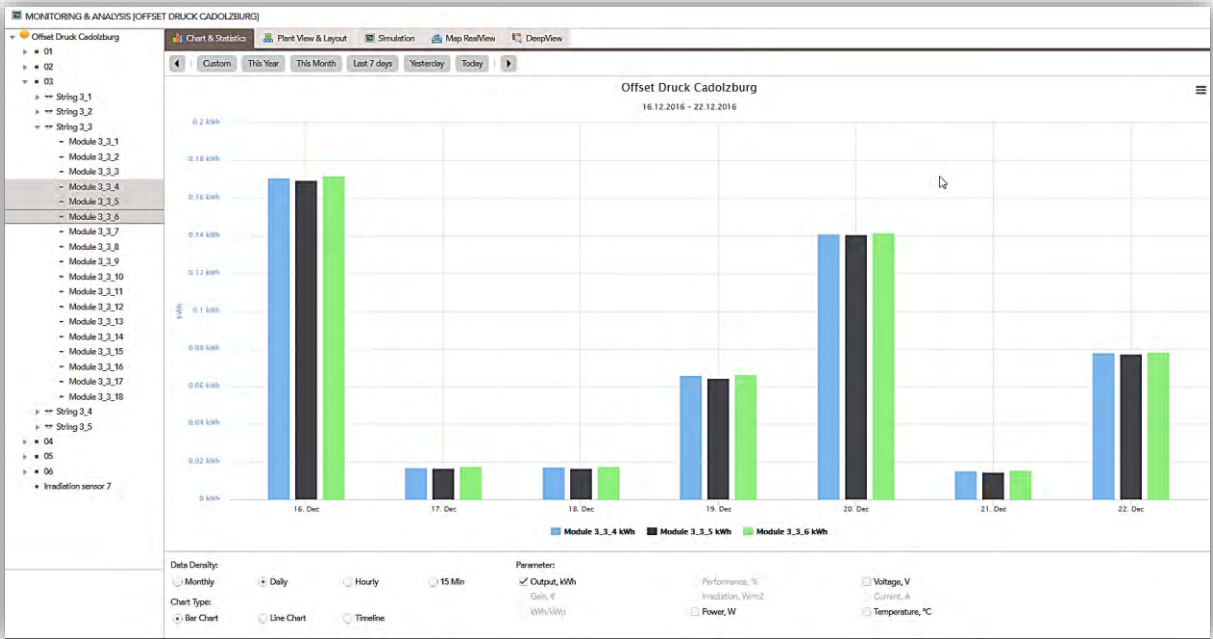 MONITORING & ANALYSIS [OFFSET DRUCK CADOLZBURG]
Offset Druck Cadolzburg
01
02
03
String 3_1
String 3_2
String 3_3
Module 3_3_1
Module 3_3_2
Module 3_3_3
Module 3_3_4
Module 3_3_5
Module 3_3_6
Module 3_3_7
Module 3_3_8
Module 3_3_9
Module 3_3_10
Module 3_3_11
Module 3_3_12
Module 3_3_13
Module 3_3_14
Module 3_3_15
Module 3_3_16
Module 3_3_17
Module 3_3_18
String 3_4
String 3_5
04
05
06
Irradiation sensor 7
Chart & Statistics Plant View & Layout Simulation Map RealView DeepView
Custom This Year This Month Last 7 days Yesterday Today
Offset Druck Cadolzburg
16.12.2016 - 22.12.2016
kWh
0.2 kWh
0.18 kWh
0.16 kWh
0.14 kWh
0.12 kWh
0.1 kWh
0.08 kWh
0.06 kWh
0.04 kWh
0.02 kWh
0 kWh
16. Dec 17. Dec 18. Dec 19. Dec 20. Dec 21. Dec 22. Dec
Module 3_3_4 kWh Module 3_3_5 kWh Module 3_3_6 kWh
Data Density:
Monthly Daily Hourly 15 Min
Chart Type:
Bar Chart Line Chart Timeline
Parameter:
Output, kWh Performance, % Voltage, V
Gain, € Irradiation, W/m2 Current, A
kWh/kWp Power, W Temperature, °C